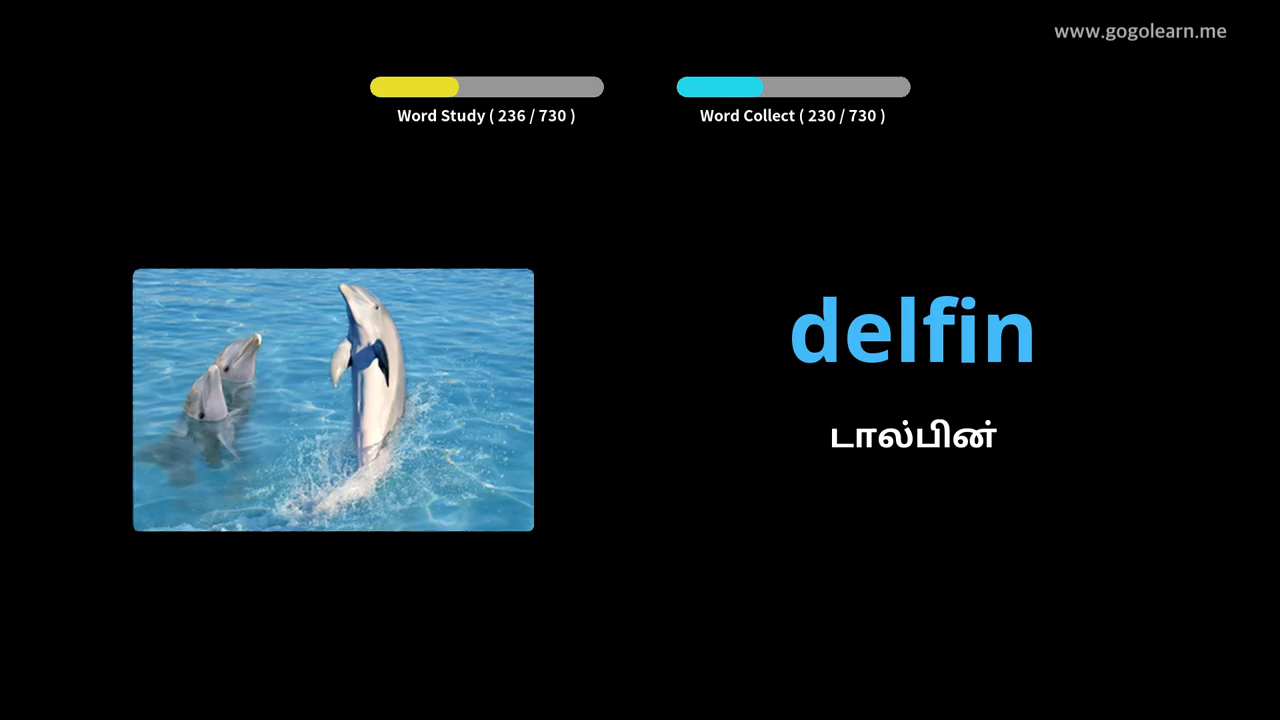 www.gogolearn.me
Word Study ( 236 / 730 )
Word Collect ( 230 / 730 )
delfin
டால்பின்